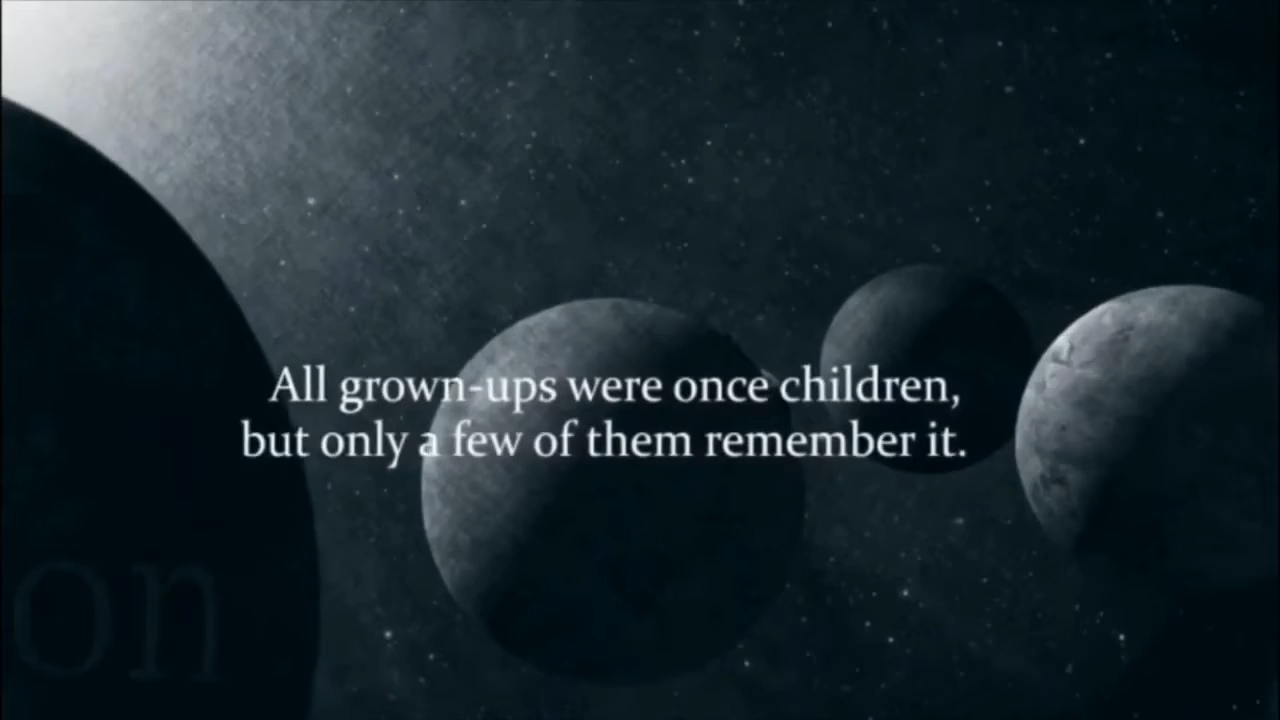 All grown-ups were once children,
but only a few of them remember it.
on